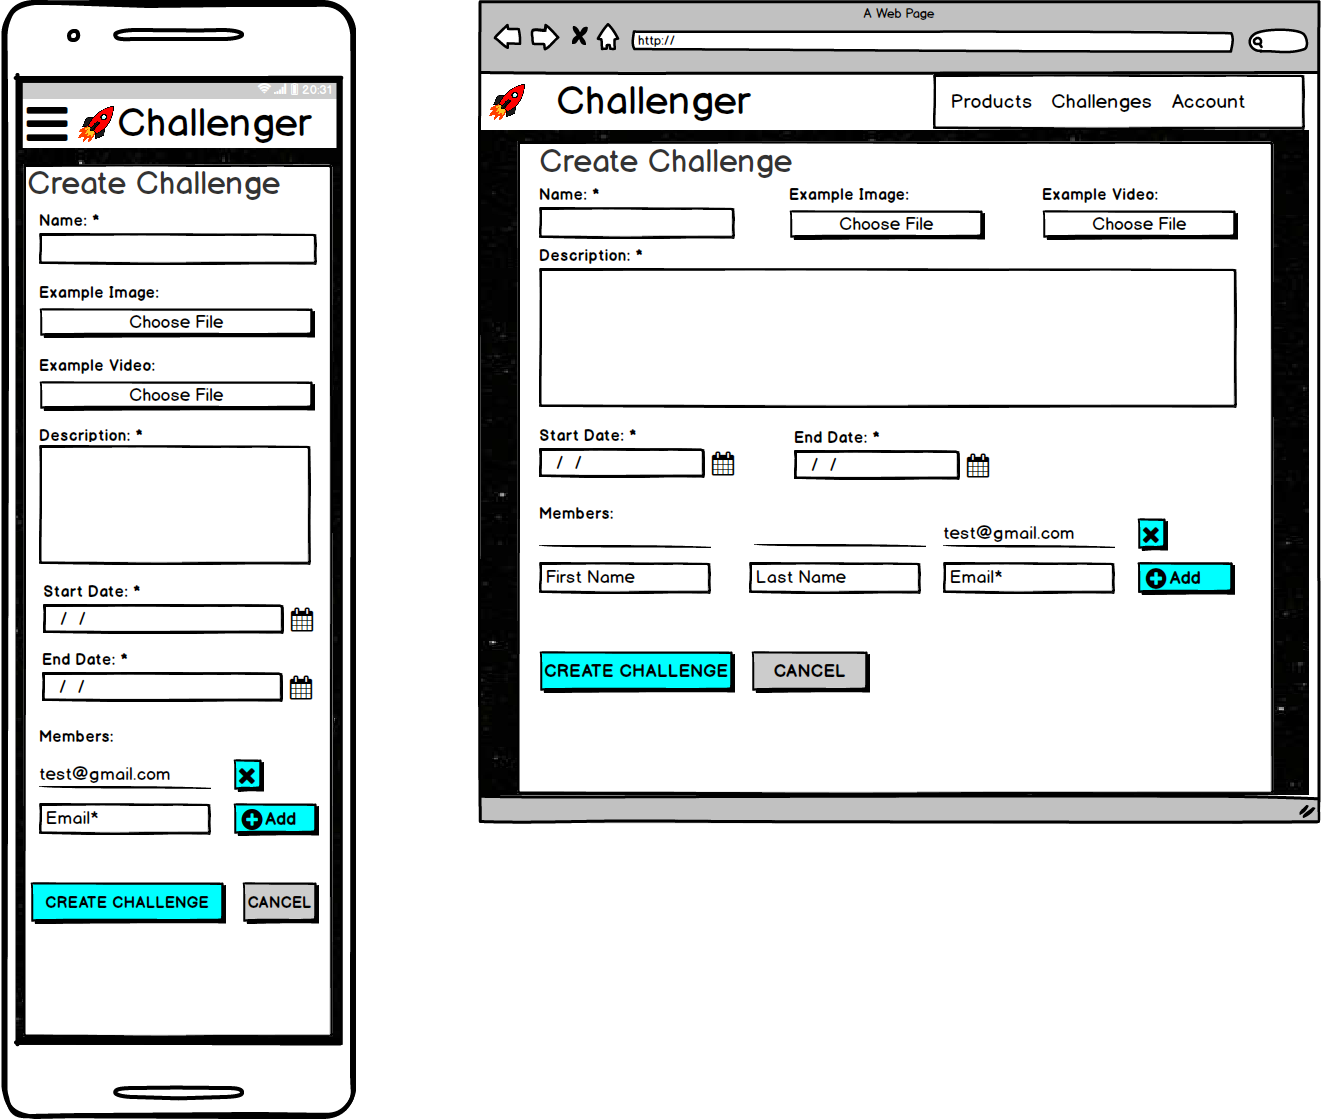 20:31
Challenger
Create Challenge
Name: *
Example Image:
Choose File
Example Video:
Choose File
Description: *
Start Date: *
/ /
End Date: *
/ /
Members:
test@gmail.com
Email*
Add
CREATE CHALLENGE CANCEL
A Web Page
http://
Challenger
Products Challenges Account
Create Challenge
Name: * Example Image: Example Video:
Choose File Choose File
Description: *
Start Date: * End Date: *
/ / / /
Members:
test@gmail.com
First Name Last Name Email* Add
CREATE CHALLENGE CANCEL